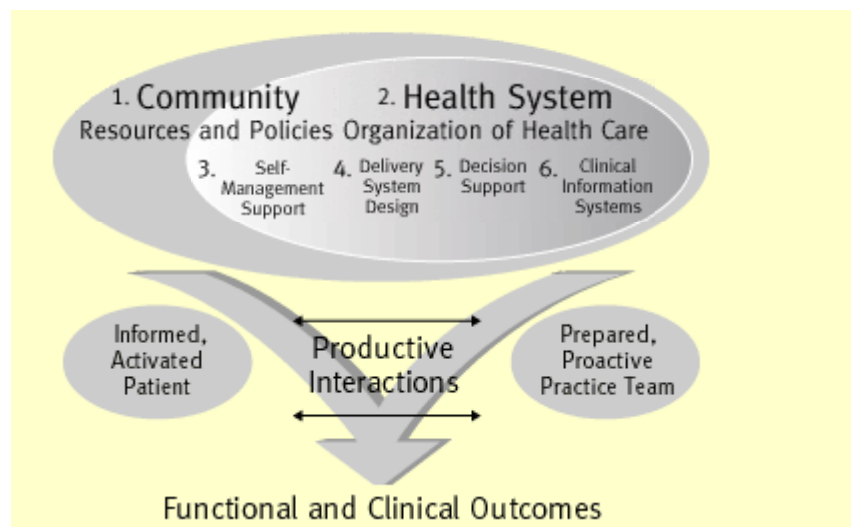 1. Community 2. Health System
Resources and Policies Organization of Health Care
3. Self-
Management
Support
4. Delivery
System
Design
5. Decision
Support
6. Clinical
Information
Systems
Informed,
Activated
Patient
Productive
Interactions
Prepared,
Proactive
Practice Team
Functional and Clinical Outcomes